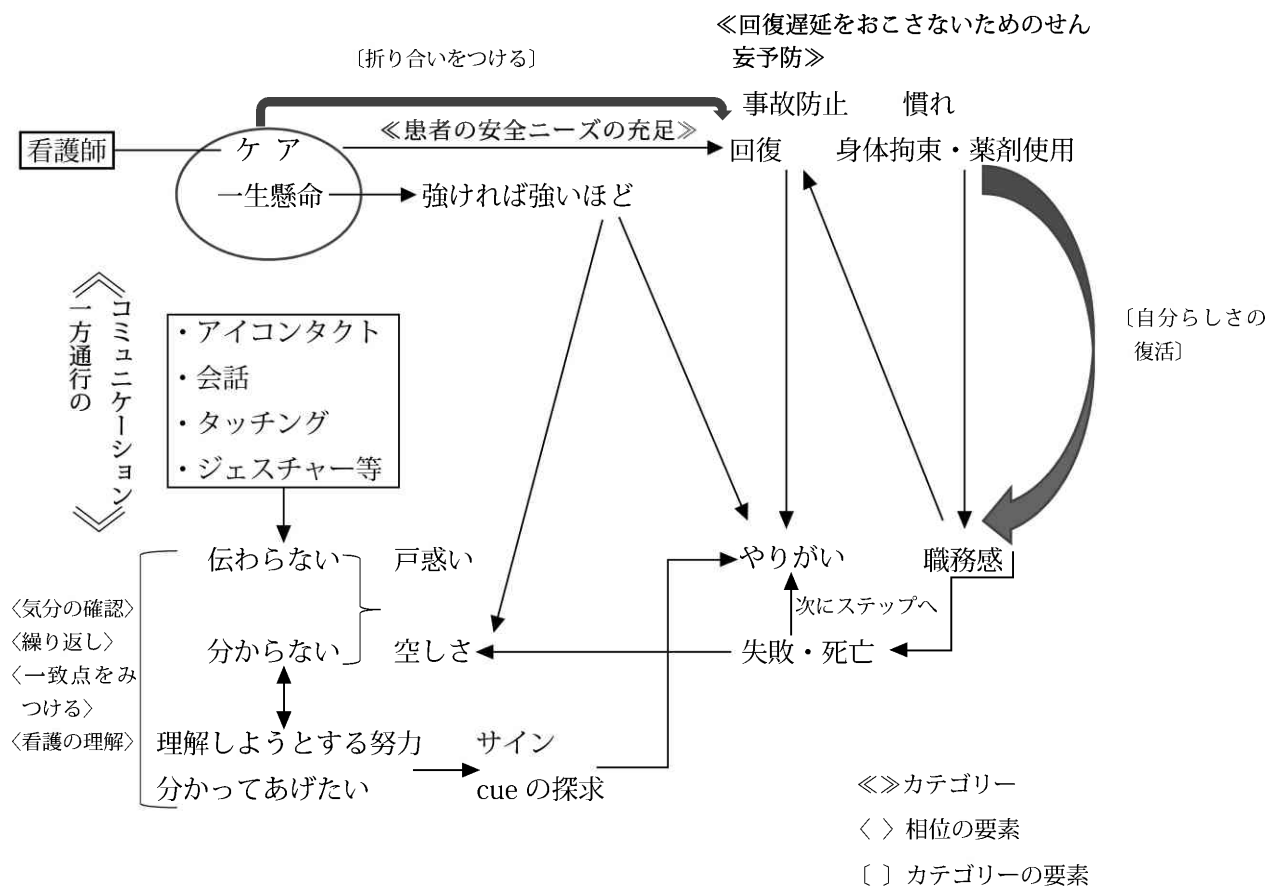 ≪回復遅延をおこさないためのせん
妄予防≫
〔折り合いをつける〕
事故防止
慣れ
≪患者の安全ニーズの充足≫
看護師
ケ ア
回復
身体拘束・薬剤使用
一生懸命
強ければ強いほど
≪一方通行の
コミュニケーション≫
・アイコンタクト
・会話
・タッチング
・ジェスチャー等
〔自分らしさの
復活〕
伝わらない
戸惑い
やりがい
職務感
〈気分の確認〉
〈繰り返し〉
〈一致点をみ
つける〉
〈看護の理解〉
次にステップへ
分からない
空しさ
失敗・死亡
理解しようとする努力
分かってあげたい
サイン
cue の探求
≪≫カテゴリー
〈 〉相位の要素
〔 〕カテゴリーの要素